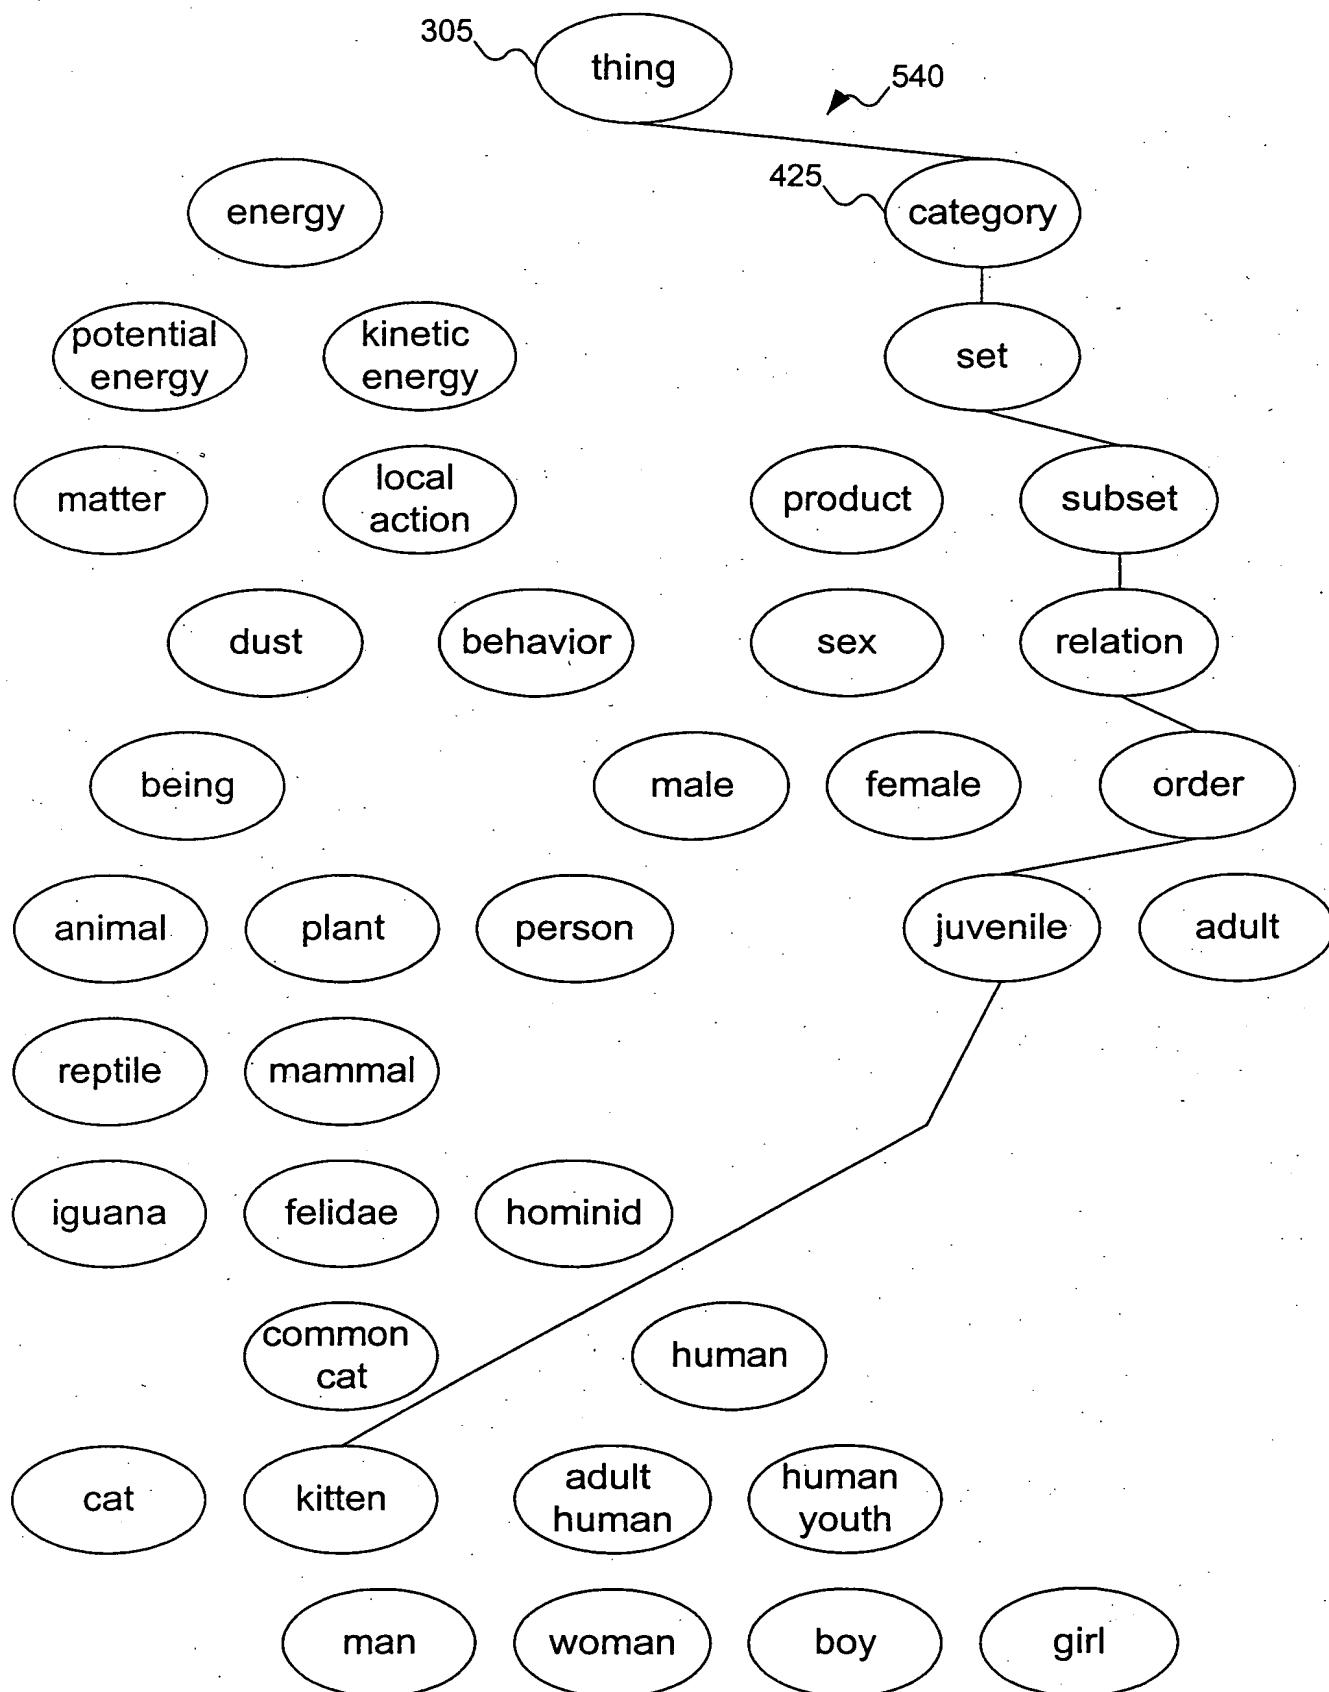 305
thing
540
425
energy
category
potential
energy
kinetic
energy
set
matter
local
action
product
subset
dust
behavior
sex
relation
being
male
female
order
animal
plant
person
juvenile
adult
reptile
mammal
iguana
felidae
hominid
common
cat
human
cat
kitten
adult
human
human
youth
man
woman
boy
girl